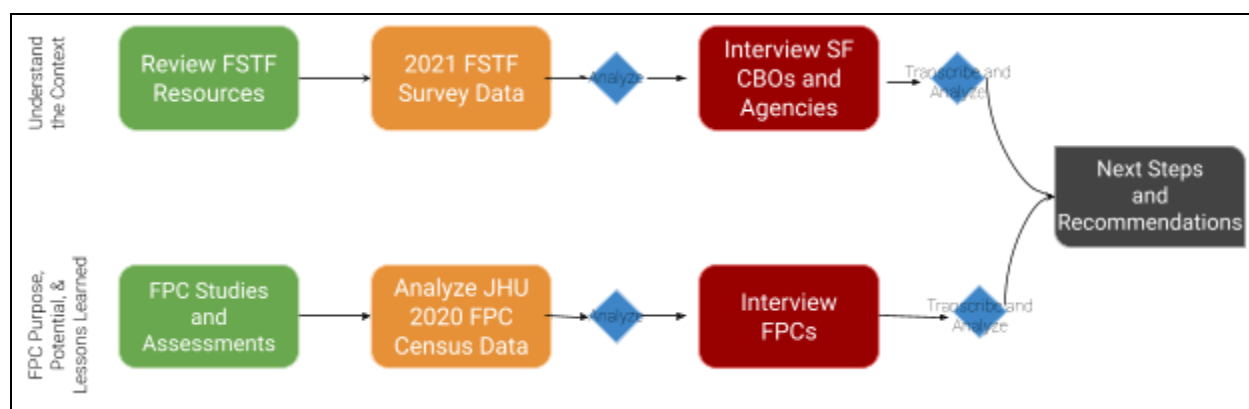 Understand
the Context
Review FSTF
Resources
2021 FSTF
Survey Data
Analyze
Interview SF
CBOs and
Agencies
Transcribe and
Analyze
Next Steps
and
Recommendations
FPC Purpose,
Potential, &
Lessons Learned
FPC Studies
and
Assessments
Analyze JHU
2020 FPC
Census Data
Analyze
Interview
FPCs
Transcribe and
Analyze